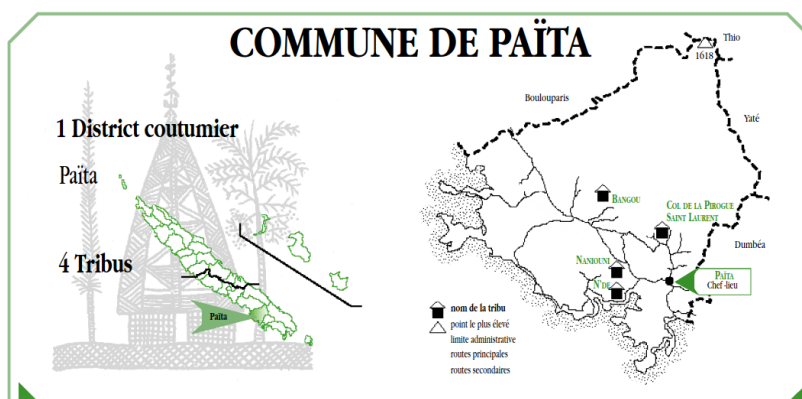 COMMUNE DE PAÏTA
1 District coutumier
Païta
4 Tribus
Païta
Thio
1618
Boulouparis
Yaté
BANGOU
COL DE LA PIROGUE
SAINT LAURENT
Dumbéa
NANIOUNI
N'DE
PAÏTA
Chef-lieu
nom de la tribu
point le plus élevé
limite administrative
routes principales
routes secondaires